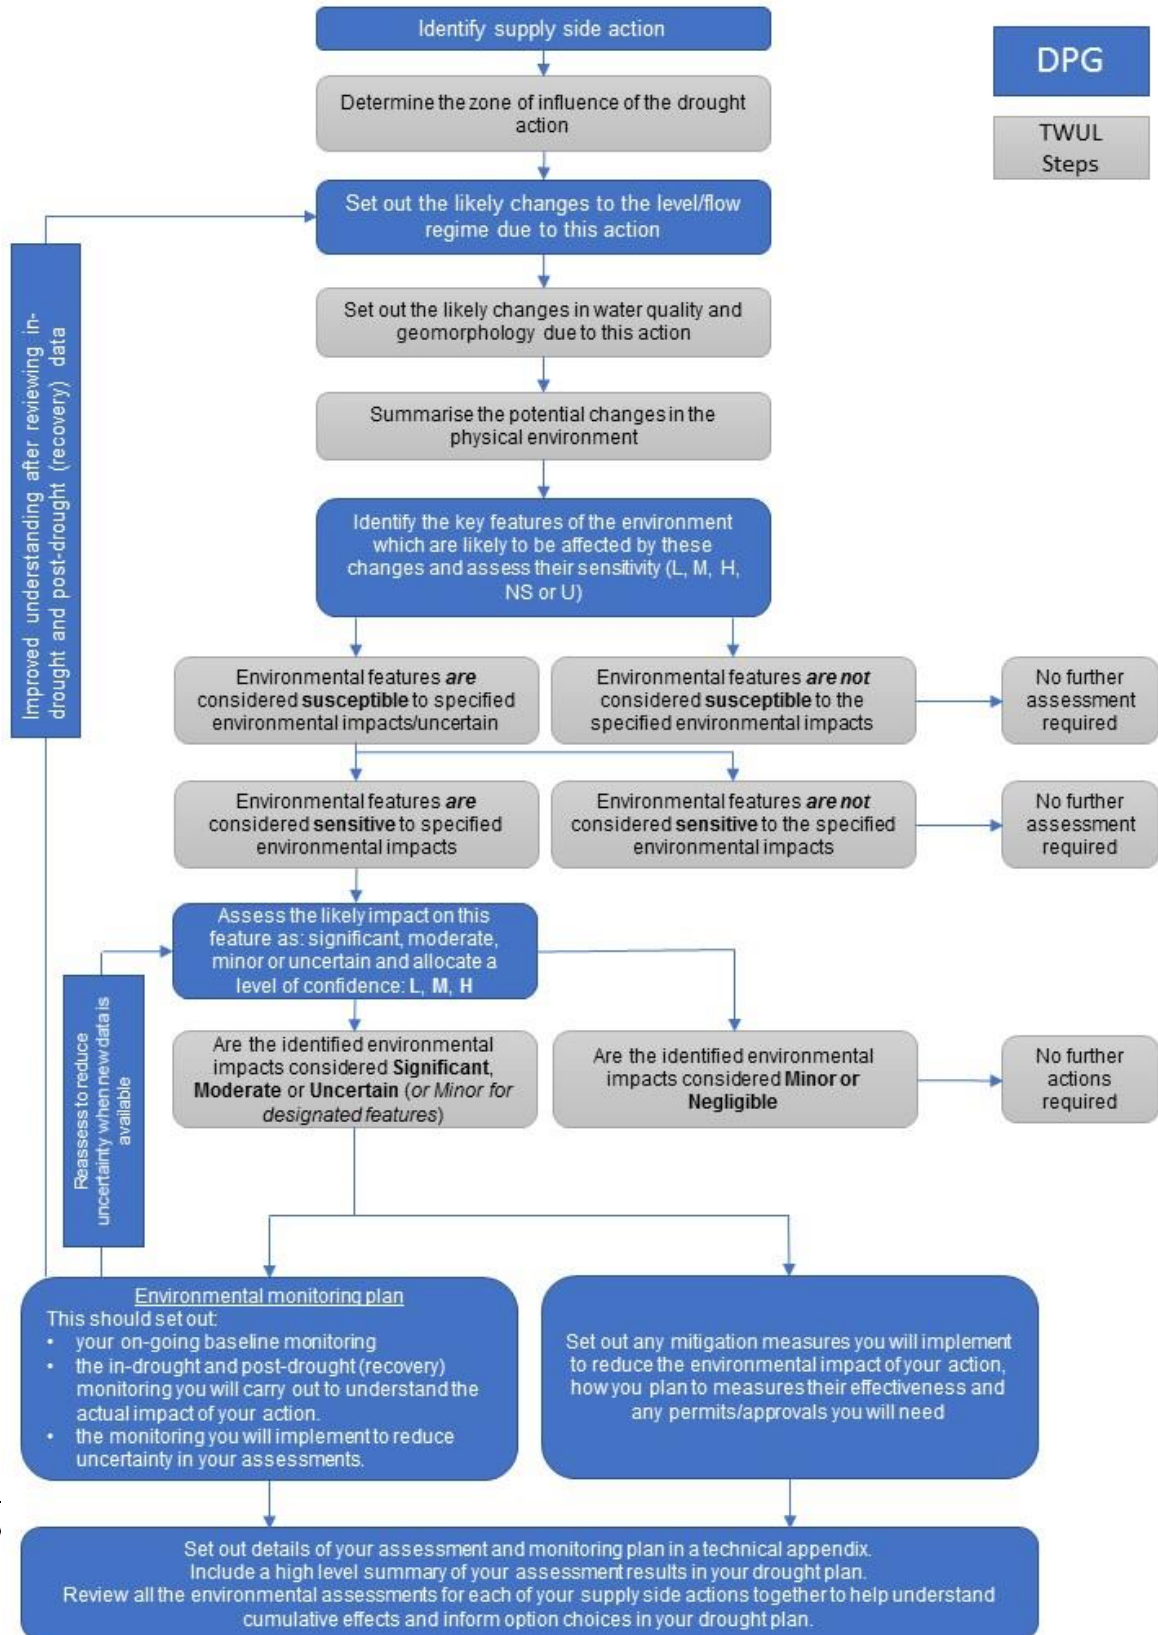 Identify supply side action
DPG
TWUL
Steps
Determine the zone of influence of the drought
action
Set out the likely changes to the level/flow
regime due to this action
Set out the likely changes in water quality and
geomorphology due to this action
Summarise the potential changes in the
physical environment
Identify the key features of the environment
which are likely to be affected by these
changes and assess their sensitivity (L, M, H,
NS or U)
Improved understanding after reviewing in-
drought and post-drought (recovery) data
Environmental features are
considered susceptible to specified
environmental impacts/uncertain
Environmental features are not
considered susceptible to the
specified environmental impacts
No further
assessment
required
Environmental features are
considered sensitive to specified
environmental impacts
Environmental features are not
considered sensitive to the specified
environmental impacts
No further
assessment
required
Assess the likely impact on this
feature as: significant, moderate,
minor or uncertain and allocate a
level of confidence: L, M, H
Reassess to reduce
uncertainty when new data is
available
Are the identified environmental
impacts considered Significant,
Moderate or Uncertain (or Minor for
designated features)
Are the identified environmental
impacts considered Minor or
Negligible
No further
actions
required
Environmental monitoring plan
This should set out:
• your on-going baseline monitoring
• the in-drought and post-drought (recovery)
monitoring you will carry out to understand the
actual impact of your action.
• the monitoring you will implement to reduce
uncertainty in your assessments.
Set out any mitigation measures you will implement
to reduce the environmental impact of your action,
how you plan to measures their effectiveness and
any permits/approvals you will need
Set out details of your assessment and monitoring plan in a technical appendix.
Include a high level summary of your assessment results in your drought plan.
Review all the environmental assessments for each of your supply side actions together to help understand
cumulative effects and inform option choices in your drought plan.